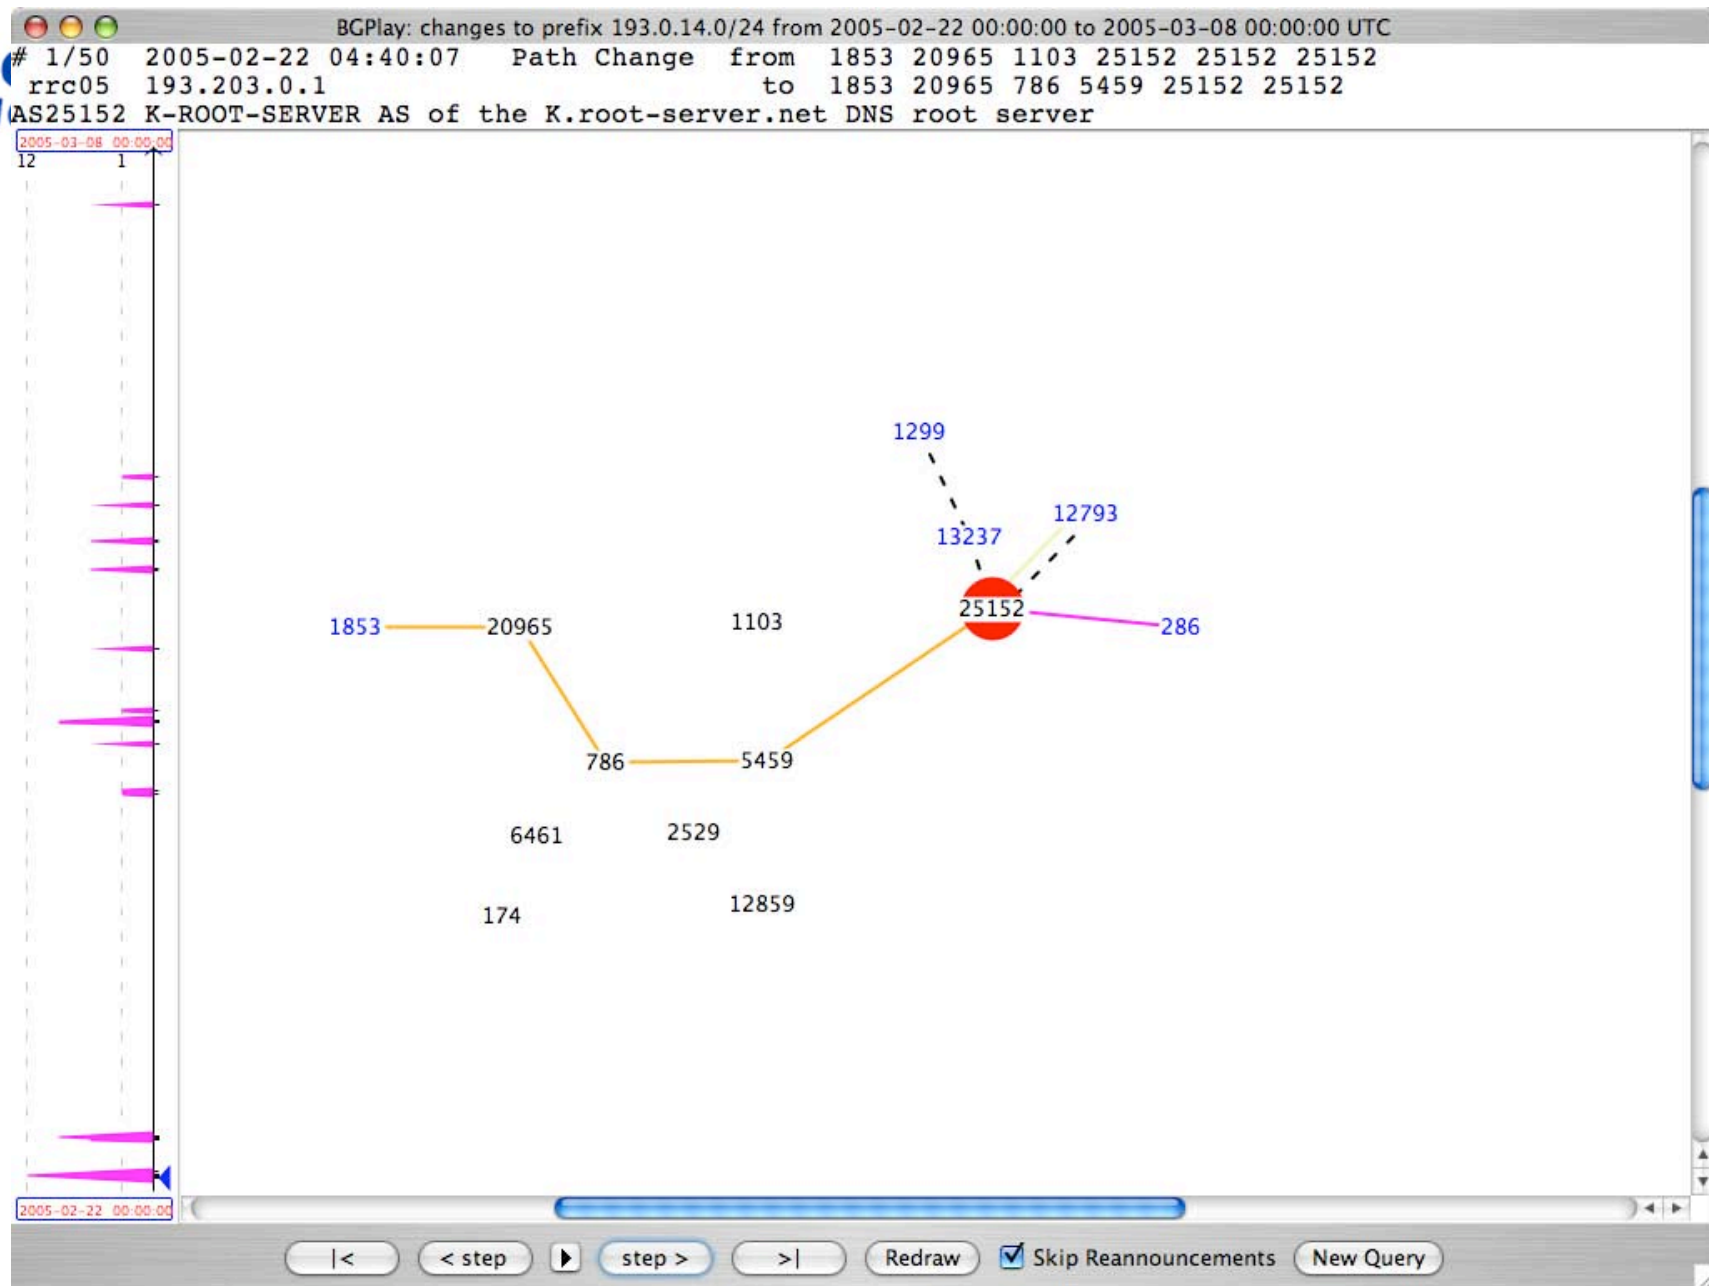 BGPlay: changes to prefix 193.0.14.0/24 from 2005-02-22 00:00:00 to 2005-03-08 00:00:00 UTC
# 1/50 2005-02-22 04:40:07 Path Change from 1853 20965 1103 25152 25152 25152
rrc05 193.203.0.1 to 1853 20965 786 5459 25152 25152
AS25152 K-ROOT-SERVER AS of the K.root-server.net DNS root server
2005-03-08 00:00:00
12 1
1299
12793
13237
25152
1853 20965 1103 286
786 5459
6461 2529
12859
174
2005-02-22 00:00:00
|< < step step > >| Redraw Skip Reannouncements New Query